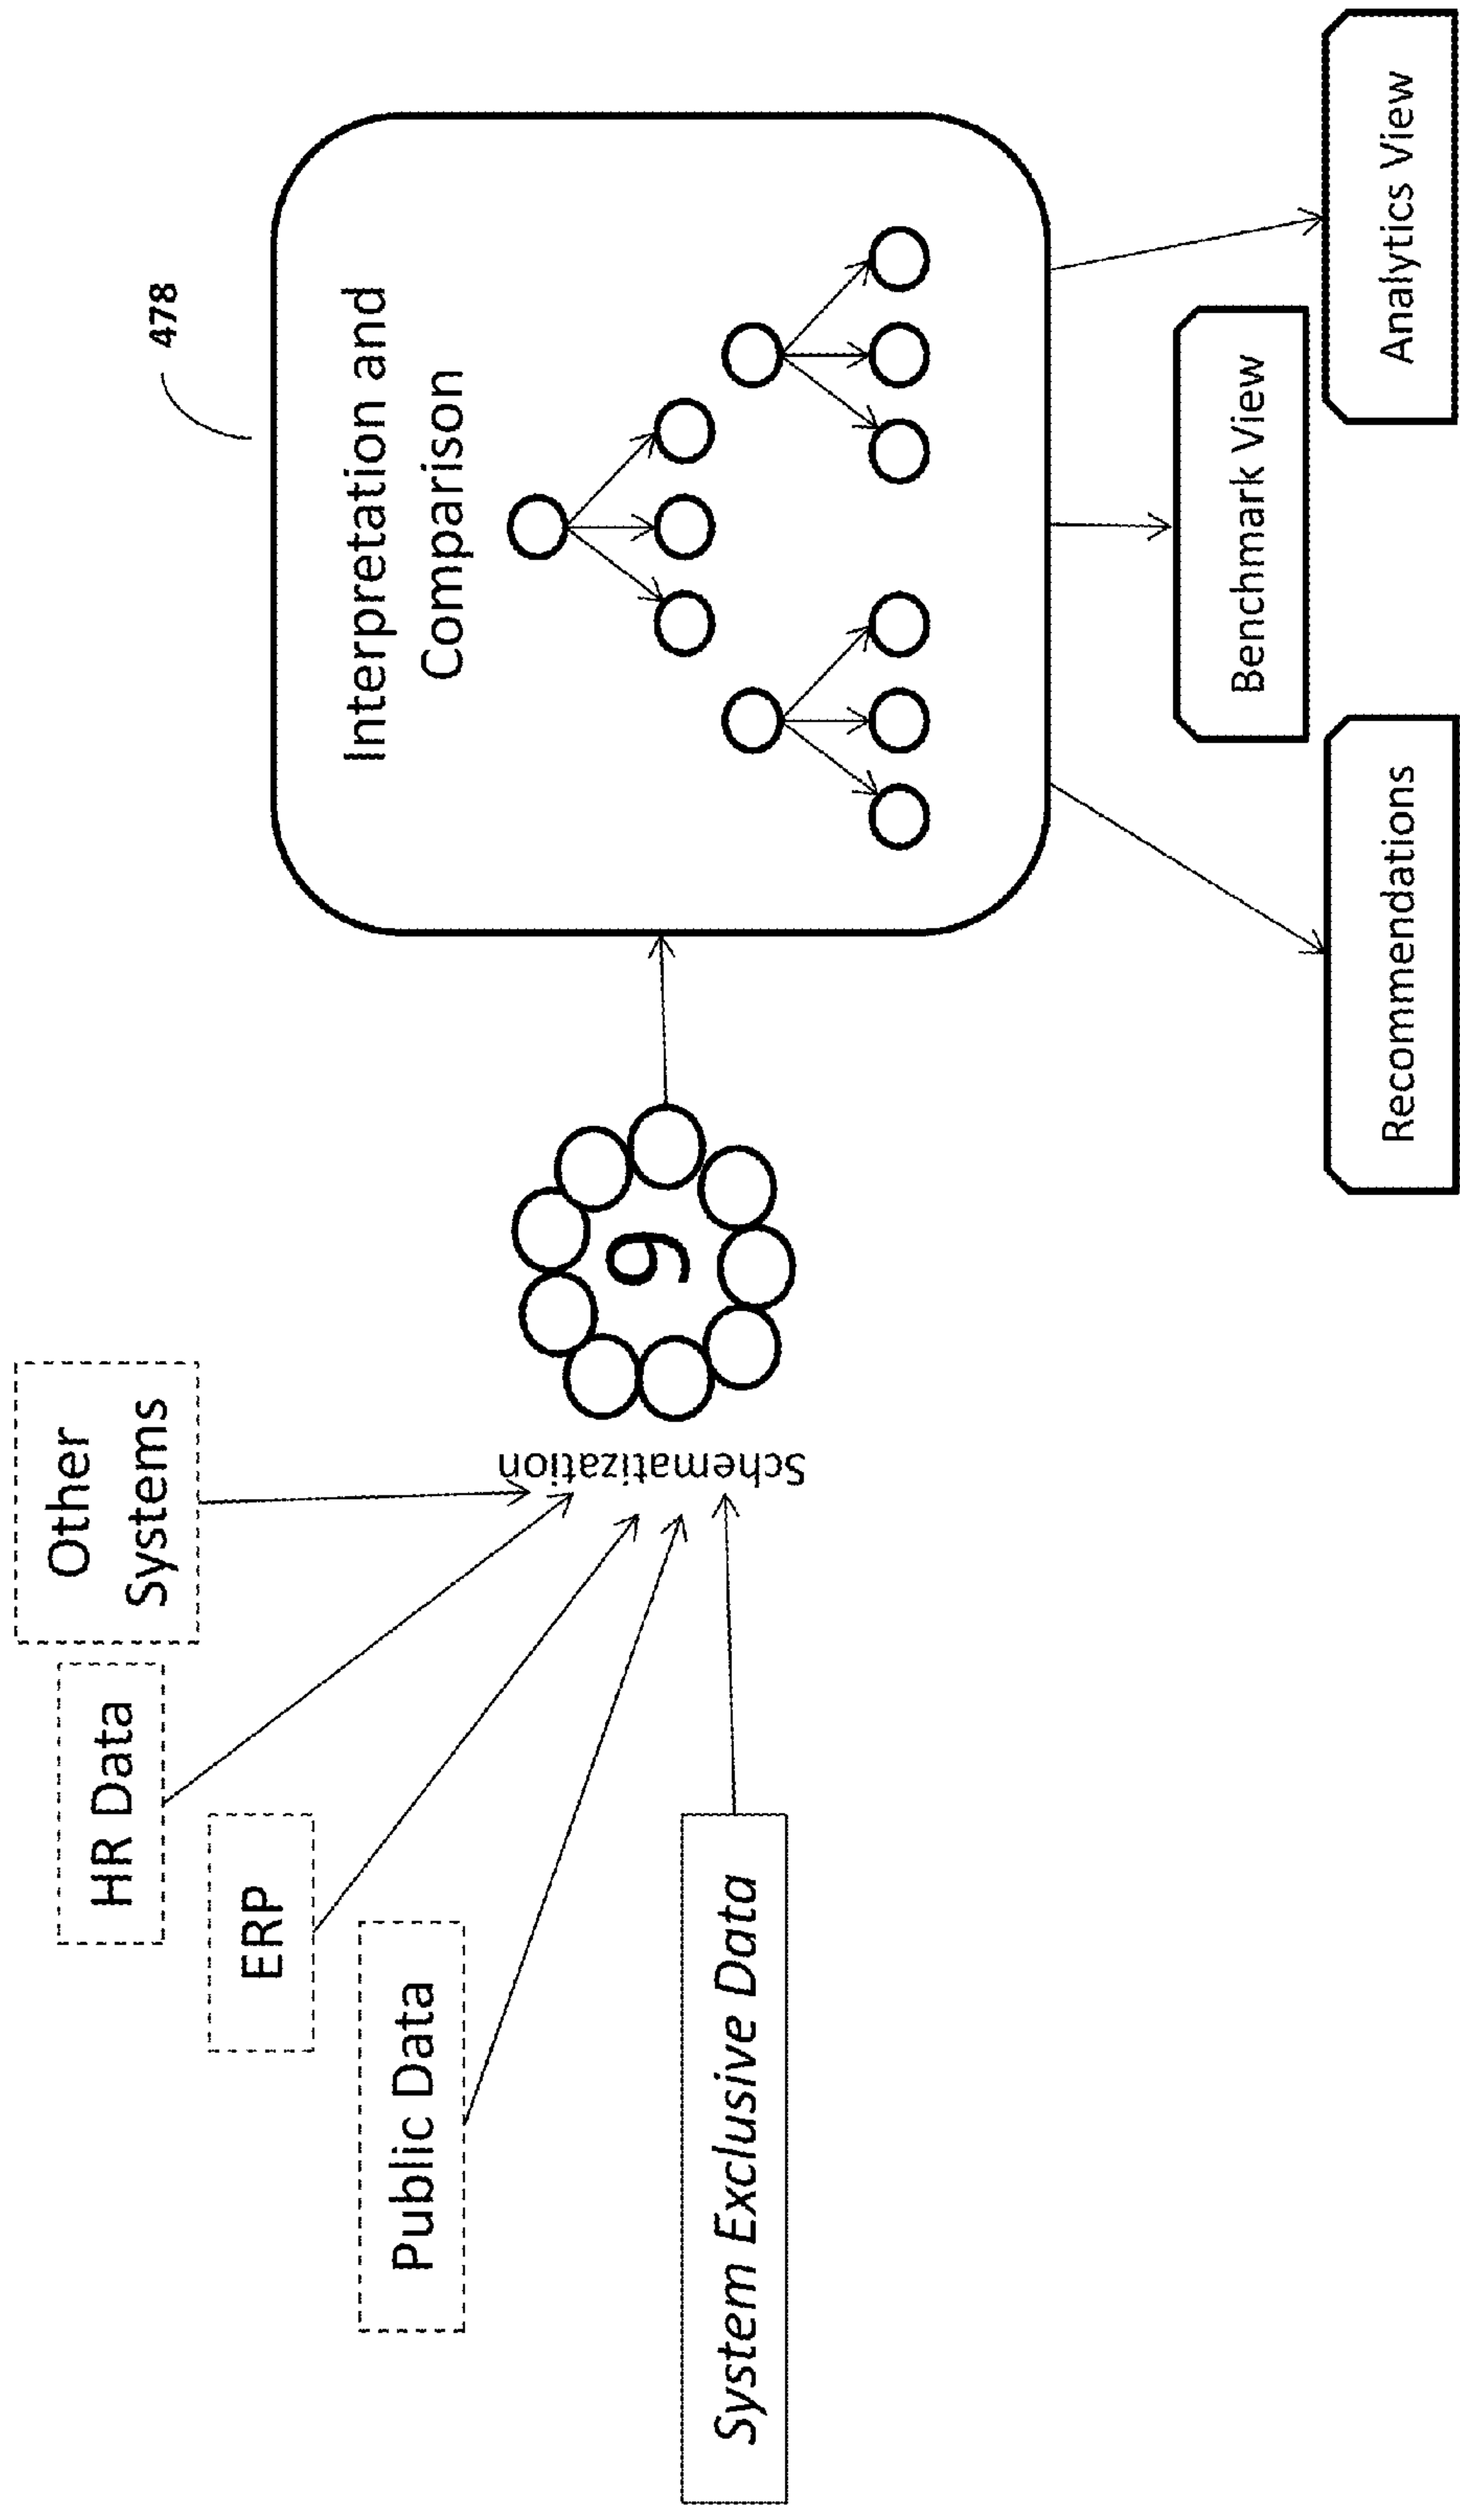 478
Other
Systems
HR Data
ERP
Public Data
System Exclusive Data
Schematization
9
Interpretation and
Comparison
Recommendations
Benchmark View
Analytics View